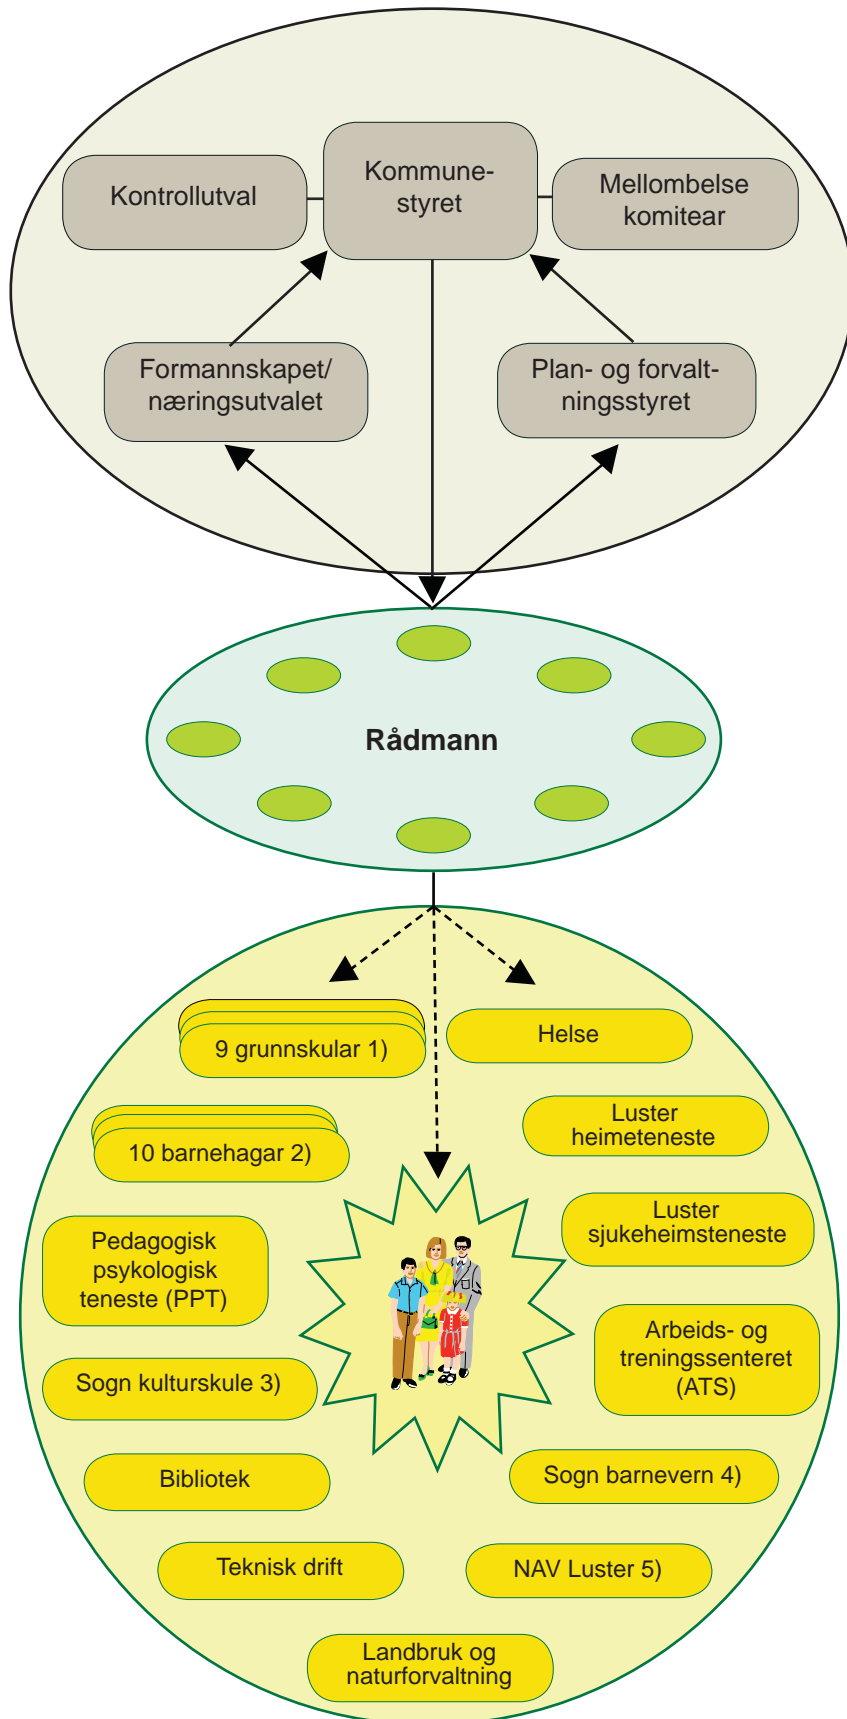 Kontrollutval
Kommune-
styret
Mellombelse
komitear
Formannskapet/
næringsutvalet
Plan- og forvalt-
ningsstyret
Rådmann
9 grunnskular 1)
Helse
10 barnehagar 2)
Luster
heimeteneste
Pedagogisk
psykologisk
teneste (PPT)
Luster
sjukeheimsteneste
Sogn kulturskule 3)
Arbeids- og
treningssenteret
(ATS)
Bibliotek
Sogn barnevern 4)
Teknisk drift
NAV Luster 5)
Landbruk og
naturforvaltning